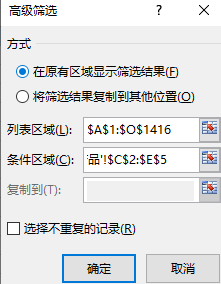 高级筛选
方式
在原有区域显示筛选结果(F)
将筛选结果复制到其他位置(O)
列表区域(L): $A$1:$O$1416
条件区域(C): 品'!$C$2:$E$5
复制到(T):
选择不重复的记录(R)
确定 取消